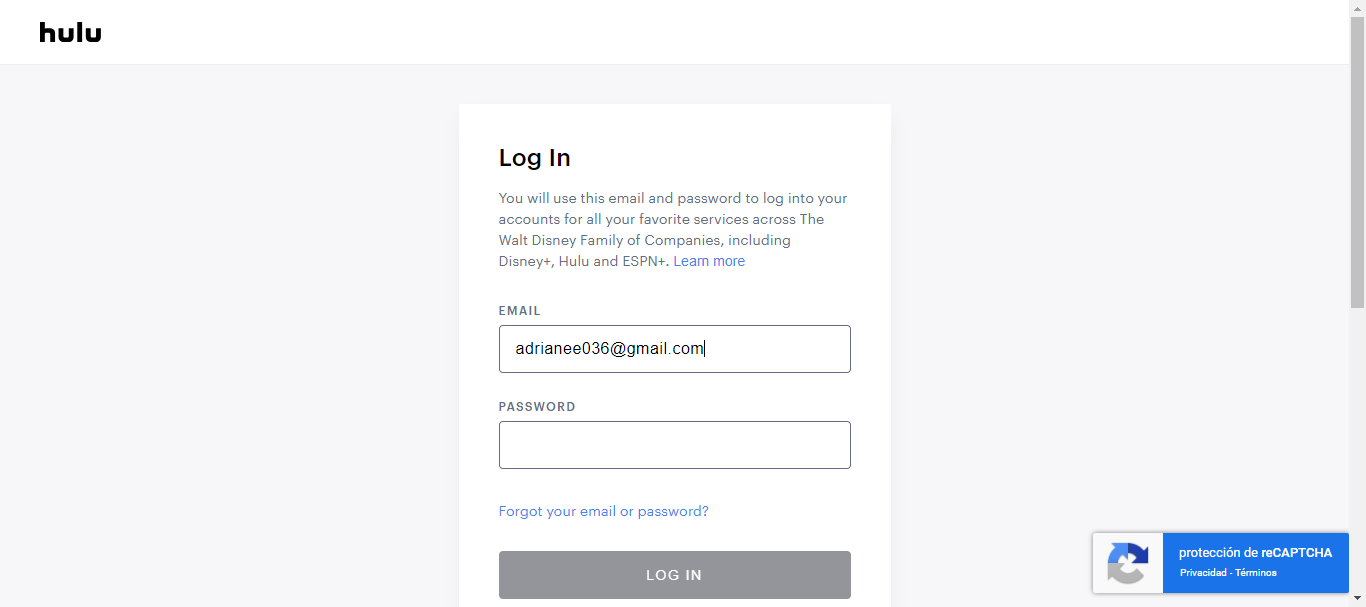 hulu
Log In
You will use this email and password to log into your
accounts for all your favorite services across The
Walt Disney Family of Companies, including
Disney+, Hulu and ESPN+. Learn more
EMAIL
adrianee036@gmail.com
PASSWORD
Forgot your email or password?
LOG IN
protección de reCAPTCHA
Privacidad - Términos